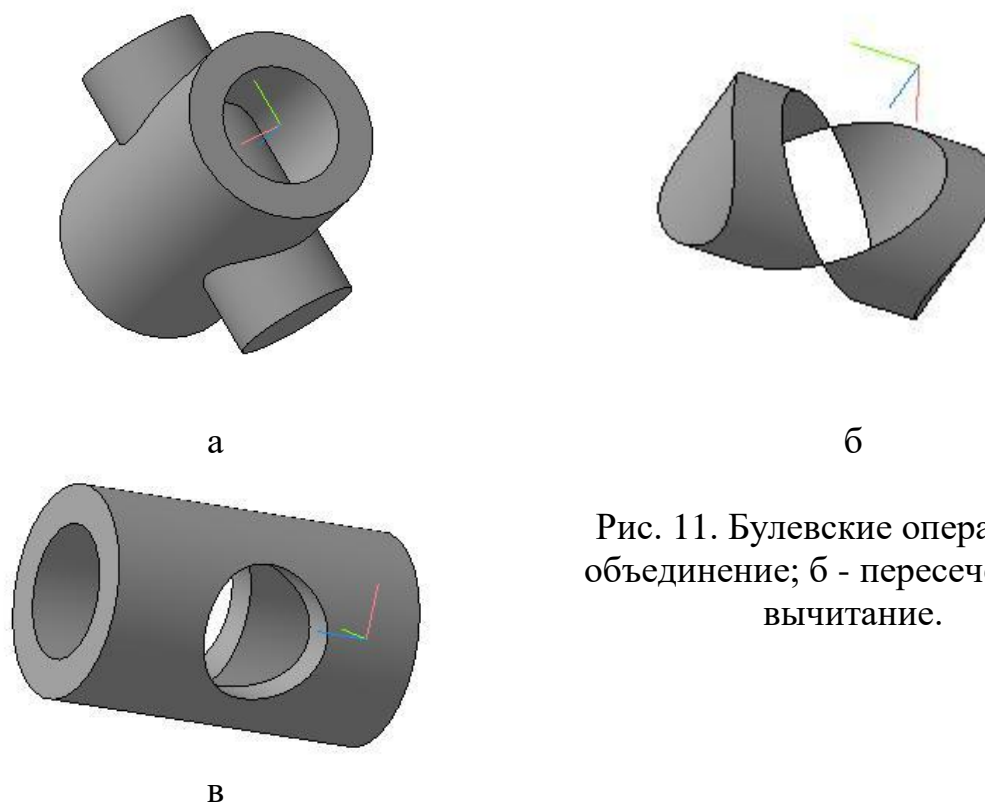 а
б
Рис. 11. Булевские
объединение; б -
вычитание.
в